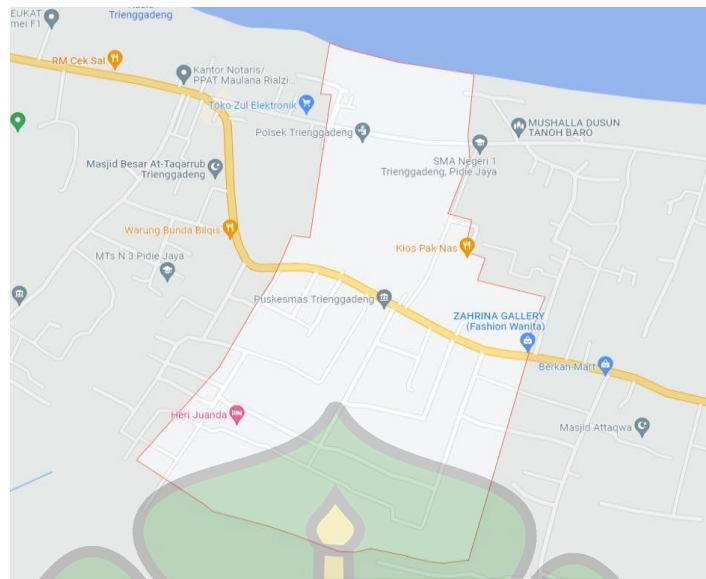 EUKAT
mei F1
Trienggadeng
RM Cek Sal
Kantor Notaris/
PPAT Maulana Rialzi...
Toko Zul Elektronik
Polsek Trienggadeng
MUSHALLA DUSUN
TANOH BARO
SMA Negeri 1
Trienggadeng, Pidie Jaya
Masjid Besar At-Taqarrub
Trienggadeng
Warung Bunda Bilqis
Kios Pak Nas
MTs N 3 Pidie Jaya
Puskesmas Trienggadeng
ZAHRINA GALLERY
(Fashion Wanita)
Berkah Mart
Heri Juanda
Masjid Attaqwa